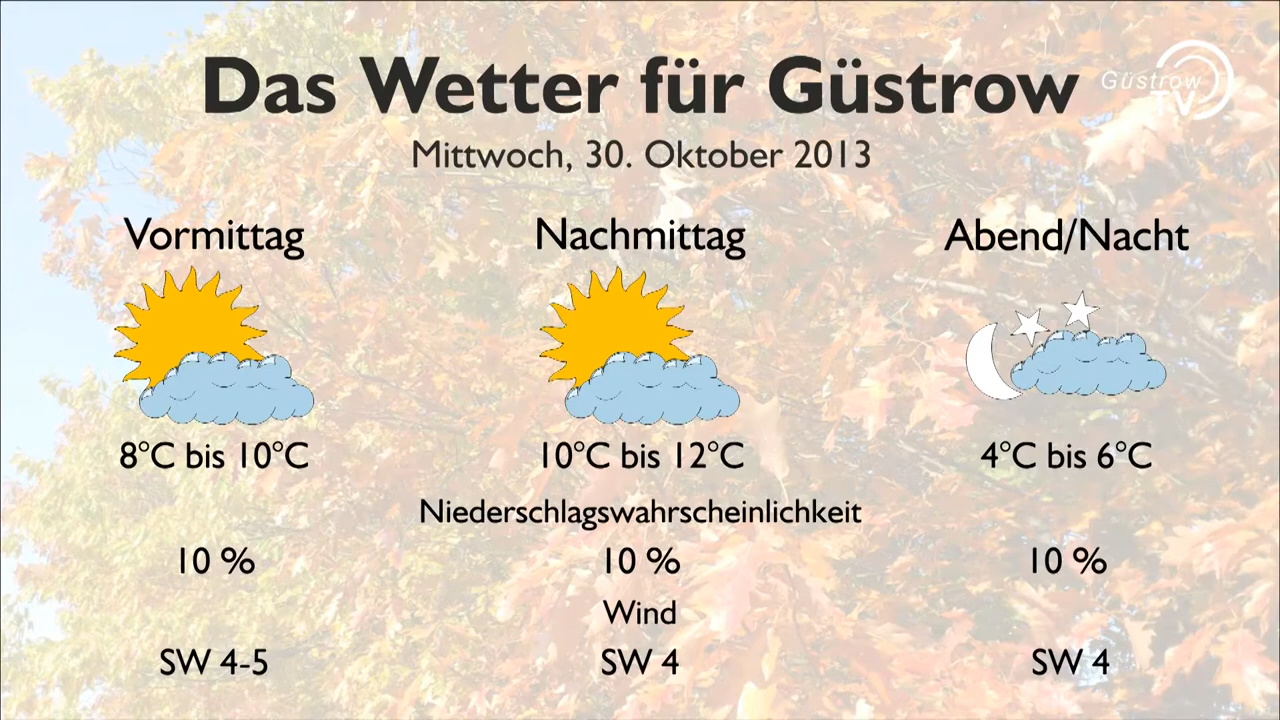 Das Wetter für Güstrow
Güstrow
TV
Mittwoch, 30. Oktober 2013
Vormittag Nachmittag Abend/Nacht
8°C bis 10°C 10°C bis 12°C 4°C bis 6°C
Niederschlagswahrscheinlichkeit
10 % 10 % 10 %
Wind
SW 4-5 SW 4 SW 4